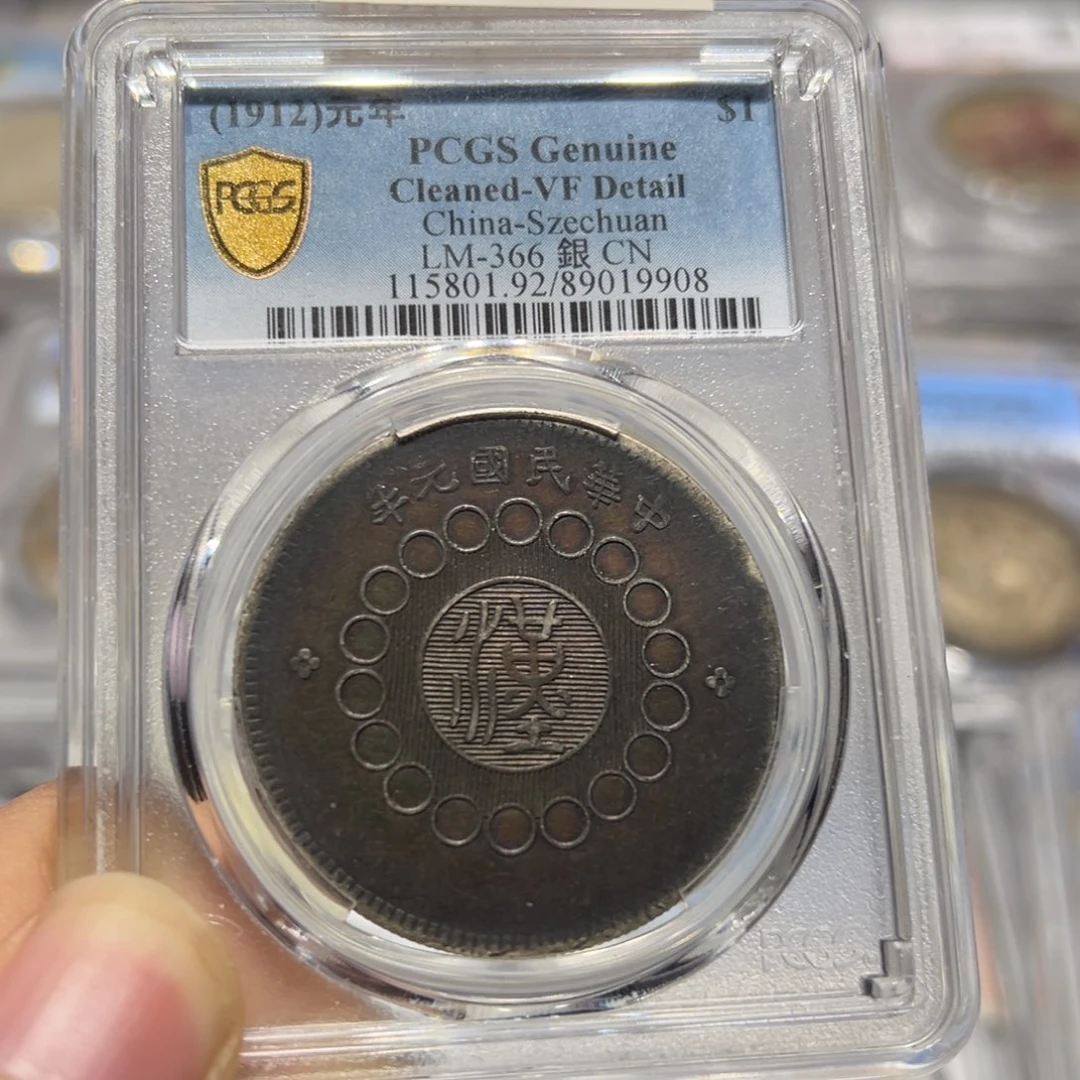 (1912)元年 $1
PCGS Genuine
Cleaned-VF Detail
China-Szechuan
LM-366 銀 CN
115801.92/89019908
PCGS
中華民國元年
漢
PCGS